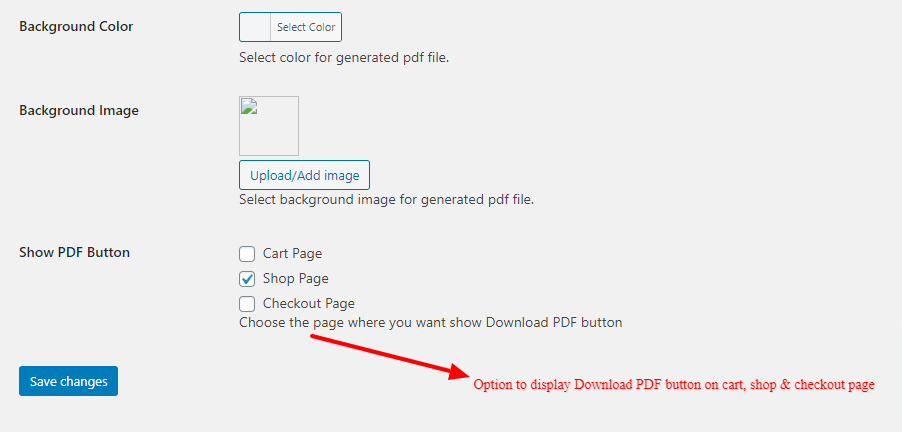 Background Color
Select Color
Select color for generated pdf file.
Background Image
Upload/Add image
Select background image for generated pdf file.
Show PDF Button
Cart Page
Shop Page
Checkout Page
Choose the page where you want show Download PDF button
Save changes
Option to display Download PDF button on cart, shop & checkout page